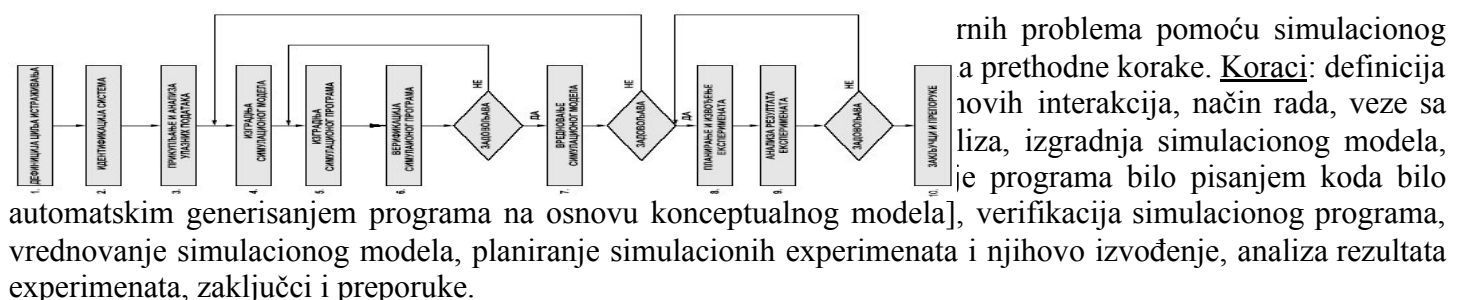 1. ДЕФИНИЦИЈА ЦИЉА ИСТРАЖИВАЊА
2. ИДЕНТИФИКАЦИЈА СИСТЕМА
3. ПРИКУПЉАЊЕ И АНАЛИЗА
УЛАЗНИХ ПОДАТАКА
4. ИЗГРАДЊА
СИМУЛАЦИОНОГ МОДЕЛА
5. ИЗГРАДЊА
СИМУЛАЦИОНОГ ПРОГРАМА
6. ВЕРИФИКАЦИЈА
СИМУЛАИОНОГ ПРОГРАМА
ЗАДОВОЉАВА
НЕ
ДА
7. ВРЕДНОВАЊЕ
СИМУЛАЦИОНОГ МОДЕЛА
ЗАДОВОЉАВА
НЕ
ДА
8. ПЛАНИРАЊЕ И ИЗВОЂЕЊЕ
ЕКСПЕРИМЕНАТА
9. АНАЛИЗА РЕЗУЛТАТА
ЕКСПЕРИМЕНАТА
ЗАДОВОЉАВА
НЕ
10. ЗАКЉУЧЦИ И ПРЕПОРУКЕ
rnih problema pomoću simulacionog
a prethodne korake. Koraci: definicija
novih interakcija, način rada, veze sa
liza, izgradnja simulacionog modela,
je programa bilo pisanjem koda bilo
automatskim generisanjem programa na osnovu konceptualnog modela], verifikacija simulacionog programa,
vrednovanje simulacionog modela, planiranje simulacionih experimenata i njihovo izvođenje, analiza rezultata
experimenata, zaključci i preporuke.